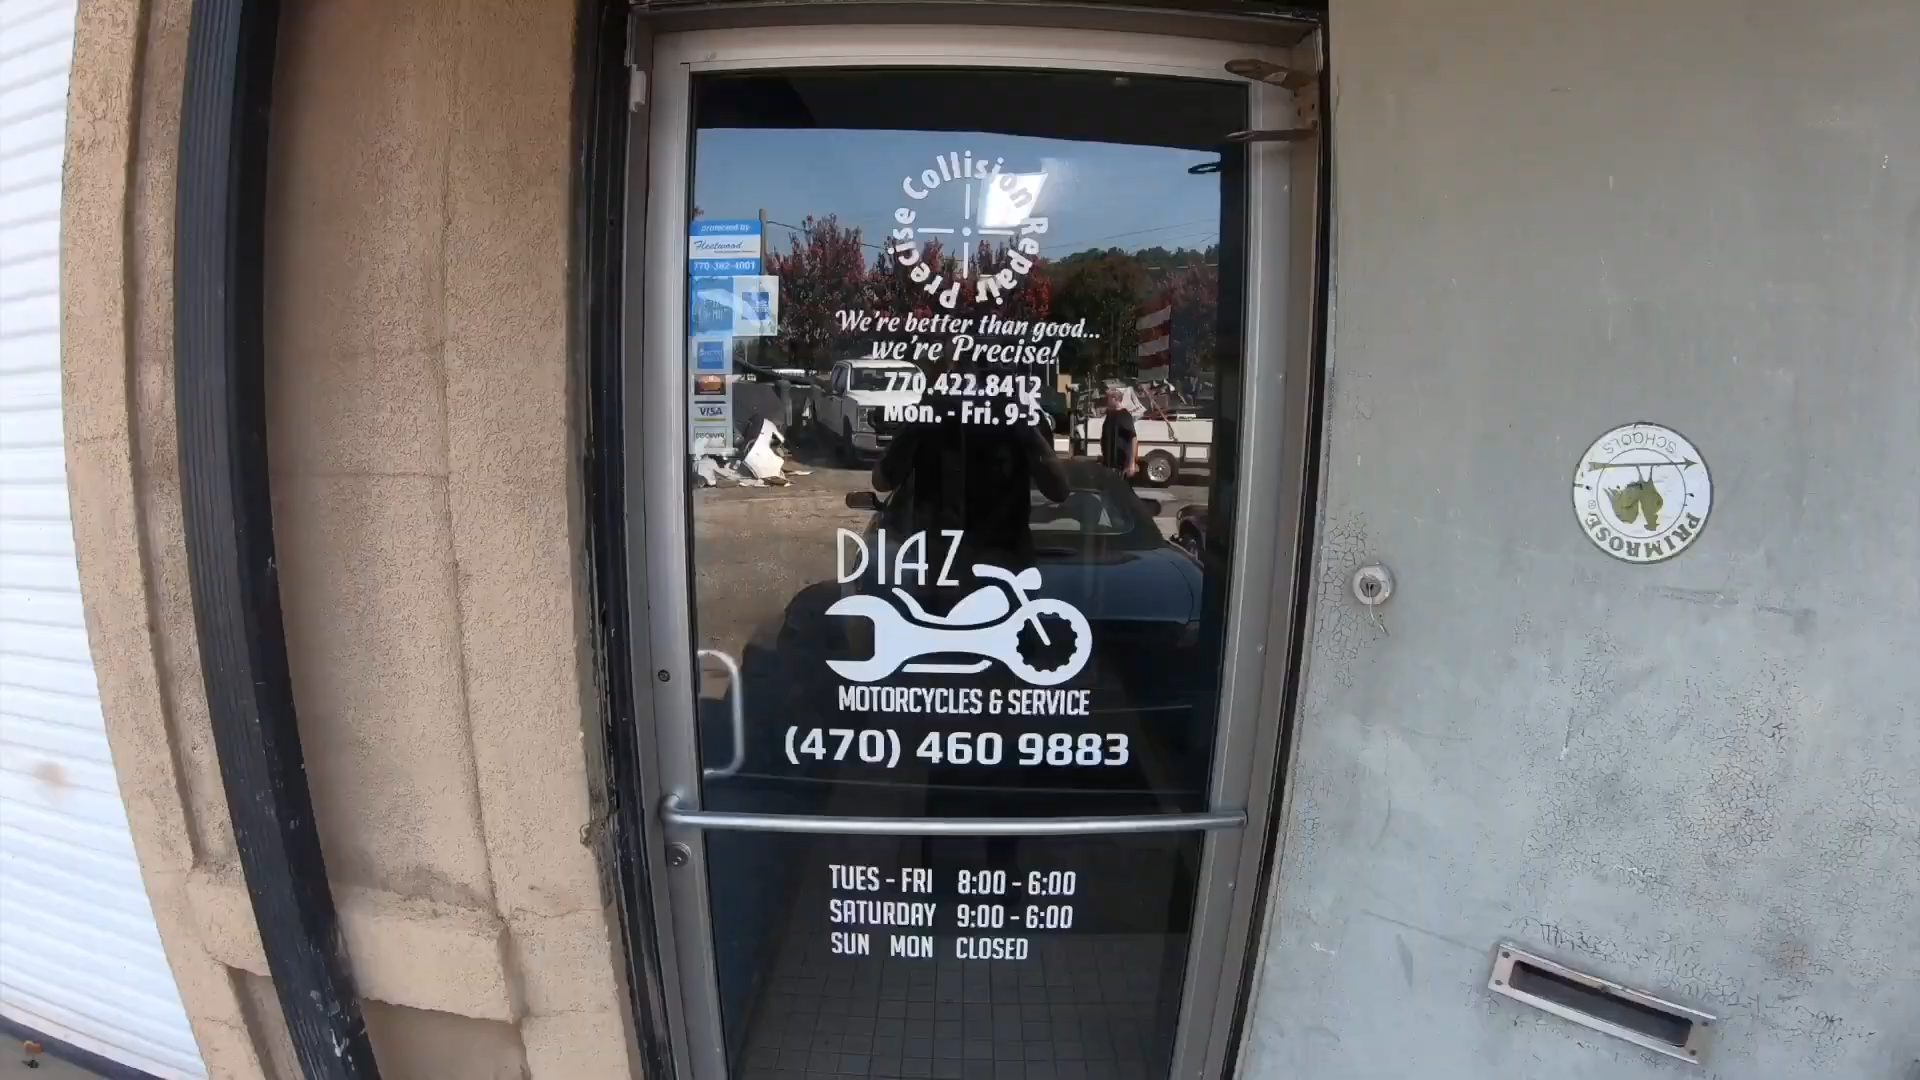 Precise Collision Repair
We're better than good...
we're Precise!
770.422.8412
Mon. - Fri. 9-5
protected by
Fleetwood
770-382-4001
VISA
DISCOVER
DIAZ
MOTORCYCLES & SERVICE
(470) 460 9883
TUES - FRI 8:00 - 6:00
SATURDAY 9:00 - 6:00
SUN MON CLOSED
PRIMROSE®
SCHOOLS